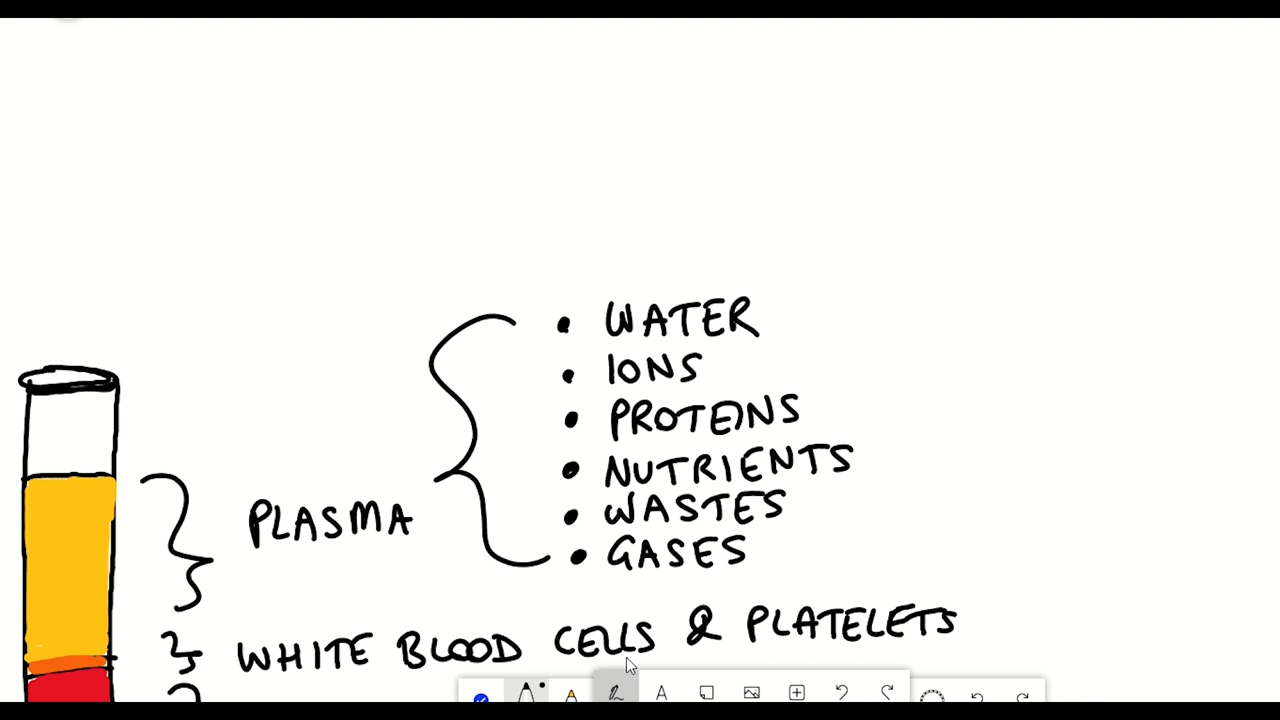 • WATER
• IONS
• PROTEINS
• NUTRIENTS
PLASMA
• WASTES
• GASES
WHITE BLOOD CELLS & PLATELETS